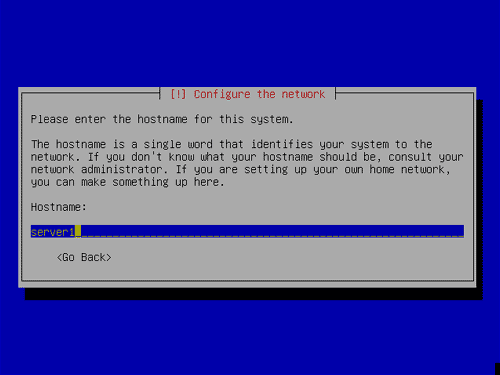 [!] Configure the network
Please enter the hostname for this system.
The hostname is a single word that identifies your system to the
network. If you don't know what your hostname should be, consult your
network administrator. If you are setting up your own home network,
you can make something up here.
Hostname:
server1
<Go Back>